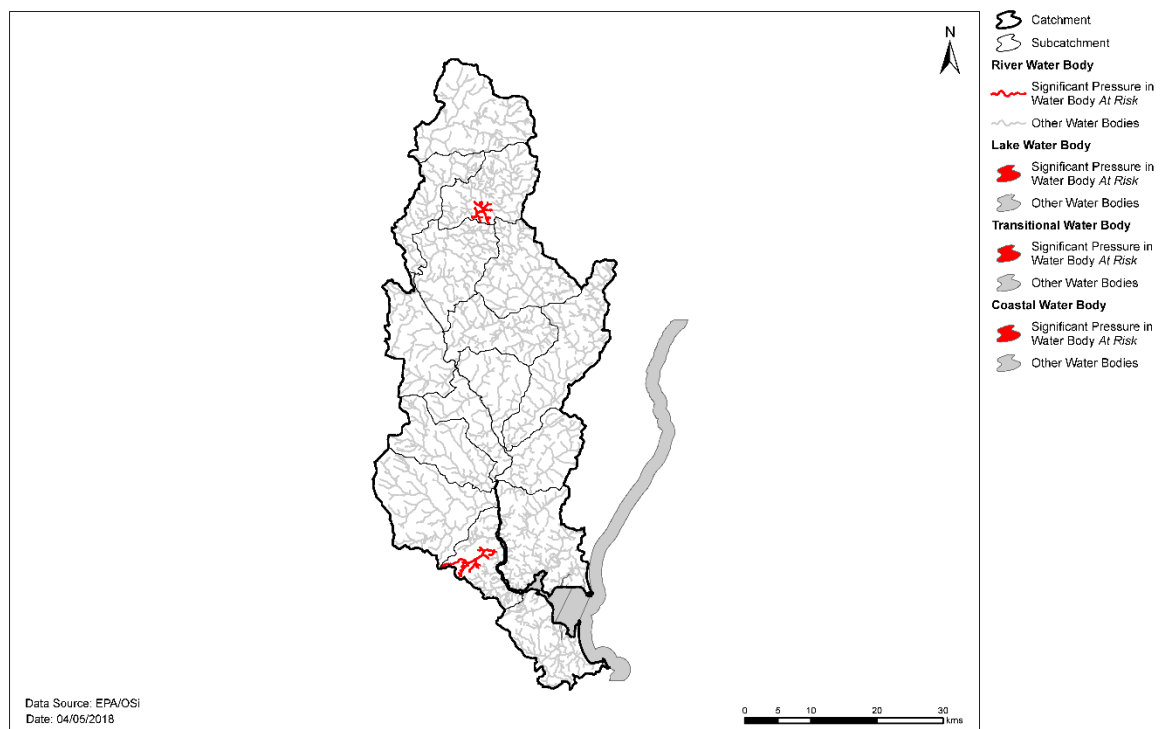 N
Data Source: EPA/OSi
Date: 04/05/2018
0 5 10 20 30
kms
Catchment
Subcatchment
River Water Body
Significant Pressure in
Water Body At Risk
Other Water Bodies
Lake Water Body
Significant Pressure in
Water Body At Risk
Other Water Bodies
Transitional Water Body
Significant Pressure in
Water Body At Risk
Other Water Bodies
Coastal Water Body
Significant Pressure in
Water Body At Risk
Other Water Bodies